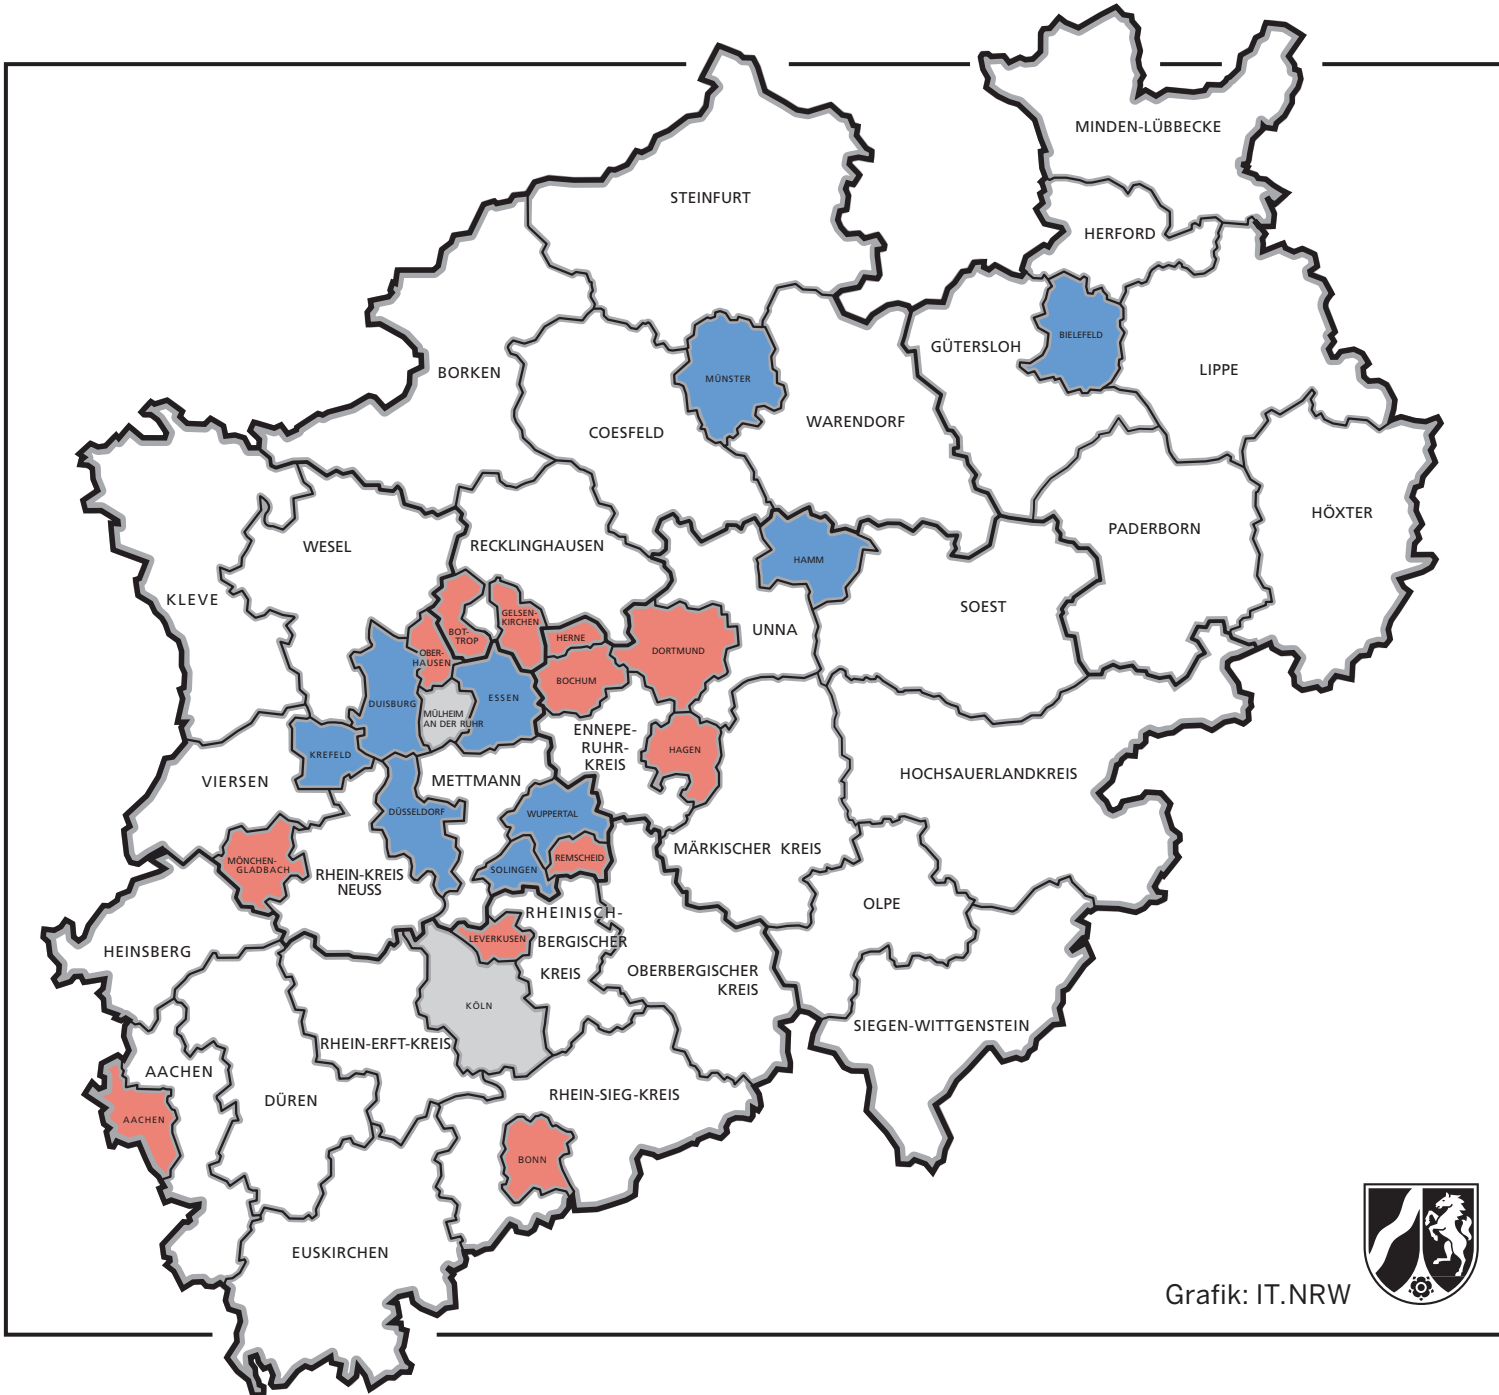 MINDEN-LÜBBECKE
STEINFURT
HERFORD
BIELEFELD
GÜTERSLOH
LIPPE
BORKEN
MÜNSTER
WARENDORF
COESFELD
HÖXTER
PADERBORN
WESEL
RECKLINGHAUSEN
HAMM
KLEVE
SOEST
GELSEN-
KIRCHEN
BOT-
TROP
HERNE
UNNA
OBER-
HAUSEN
DORTMUND
BOCHUM
ESSEN
DUISBURG
MÜLHEIM
AN DER RUHR
ENNEPE-
RUHR-
KREIS
HAGEN
KREFELD
VIERSEN
METTMANN
HOCHSAUERLANDKREIS
DÜSSELDORF
WUPPERTAL
MÄRKISCHER KREIS
REMSCHEID
MÖNCHEN-
GLADBACH
SOLINGEN
RHEIN-KREIS
NEUSS
OLPE
RHEINISCH-
BERGISCHER
KREIS
LEVERKUSEN
HEINSBERG
OBERBERGISCHER
KREIS
KÖLN
SIEGEN-WITTGENSTEIN
RHEIN-ERFT-KREIS
AACHEN
DÜREN
RHEIN-SIEG-KREIS
AACHEN
BONN
EUSKIRCHEN
Grafik: IT.NRW